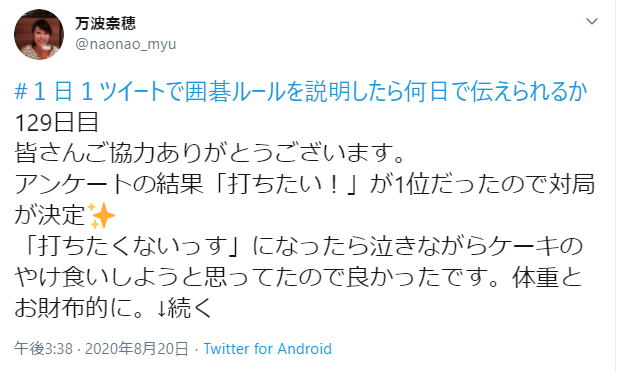 万波奈穂
@naonao_myu
#１日１ツイートで囲碁ルールを説明したら何日で伝えられるか
129日目
皆さんご協力ありがとうございます。
アンケートの結果「打ちたい！」が1位だったので対局
が決定✨
「打ちたくないっす」になったら泣きながらケーキの
やけ食いしようと思ってたので良かったです。体重と
お財布的に。↓続く
午後3:38 · 2020年8月20日 · Twitter for Android